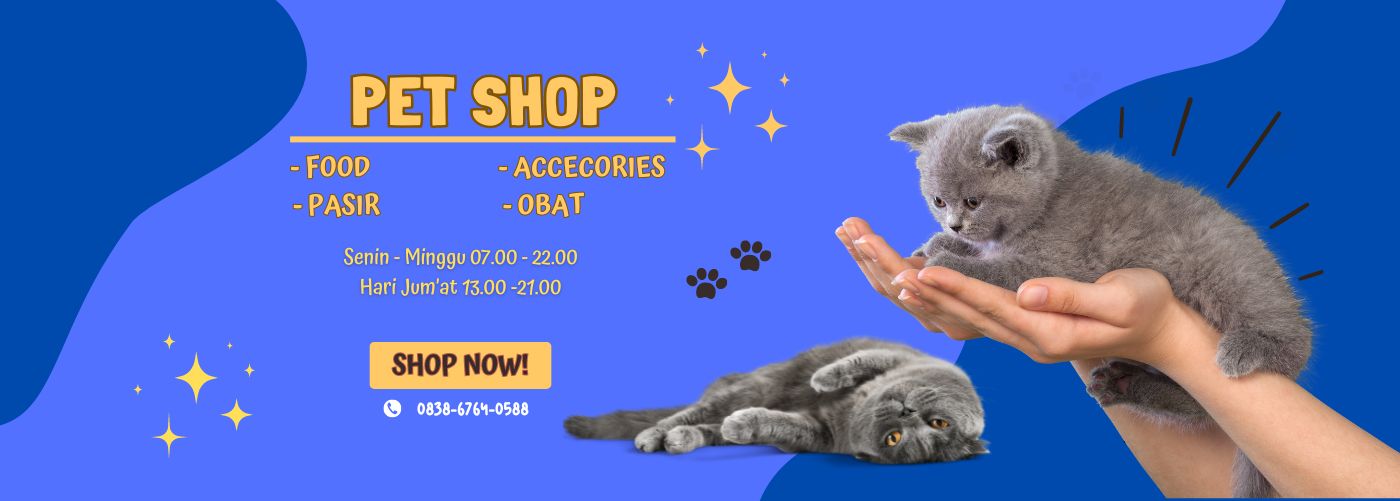 PET SHOP
- FOOD
- ACCECORIES
- PASIR
- OBAT
Senin - Minggu 07.00 - 22.00
Hari Jum'at 13.00 -21.00
SHOP NOW!
0838-6764-0588